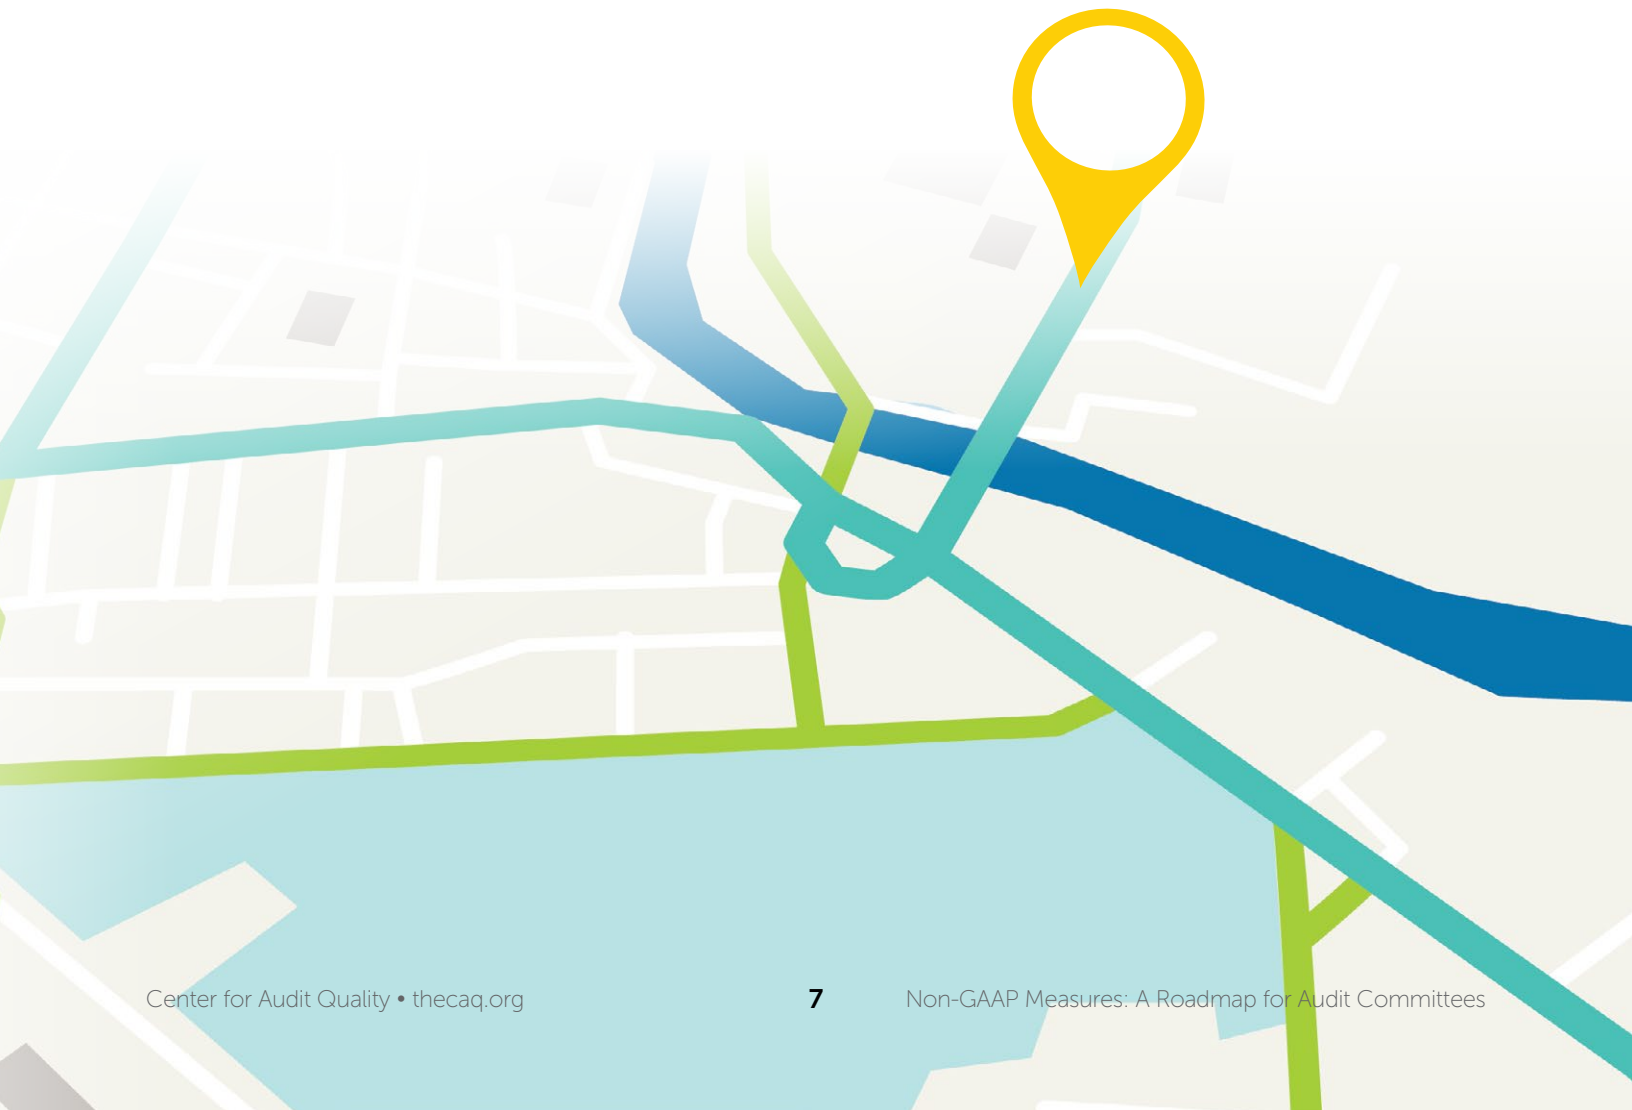 Center for Audit Quality • thecaq.org 7 Non-GAAP Measures: A Roadmap for Audit Committees